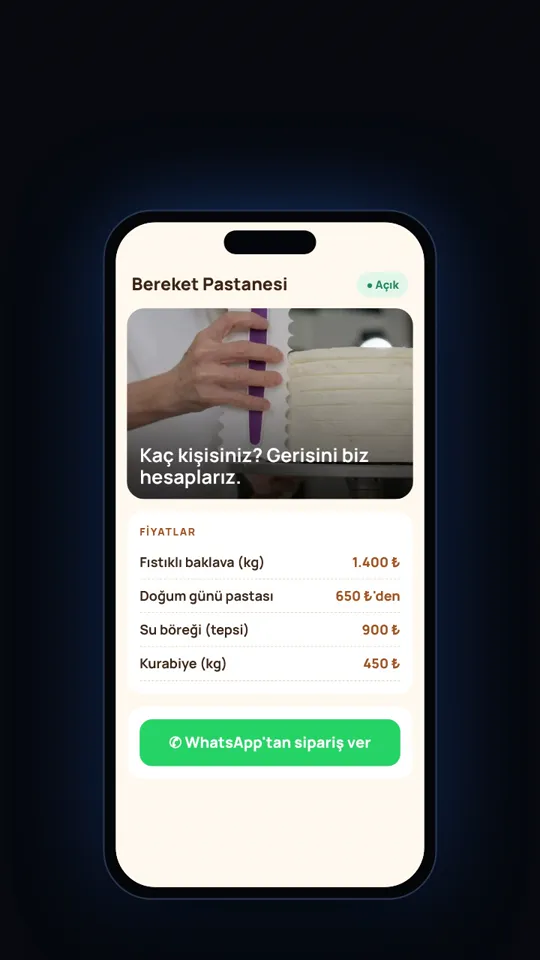 Bereket Pastanesi
● Açık
Kaç kişisiniz? Gerisini biz
hesaplarız.
FİYATLAR
Fıstıklı baklava (kg) 1.400 ₺
Doğum günü pastası 650 ₺'den
Su böreği (tepsi) 900 ₺
Kurabiye (kg) 450 ₺
✆ WhatsApp'tan sipariş ver